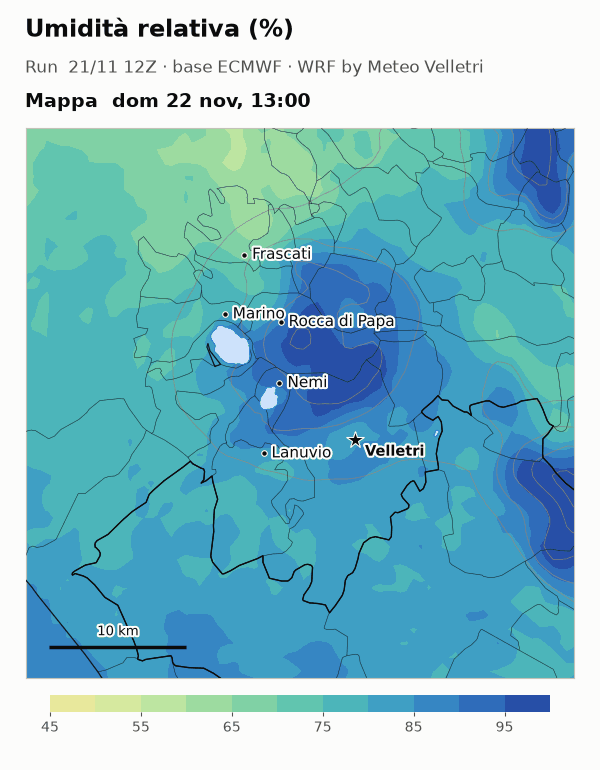 Umidità relativa (%)
Run  21/11 12Z · base ECMWF · WRF by Meteo Velletri
Mappa  dom 22 nov, 13:00
Frascati
Marino
Rocca di Papa
Nemi
Velletri
Lanuvio
10 km
45 55 65 75 85 95